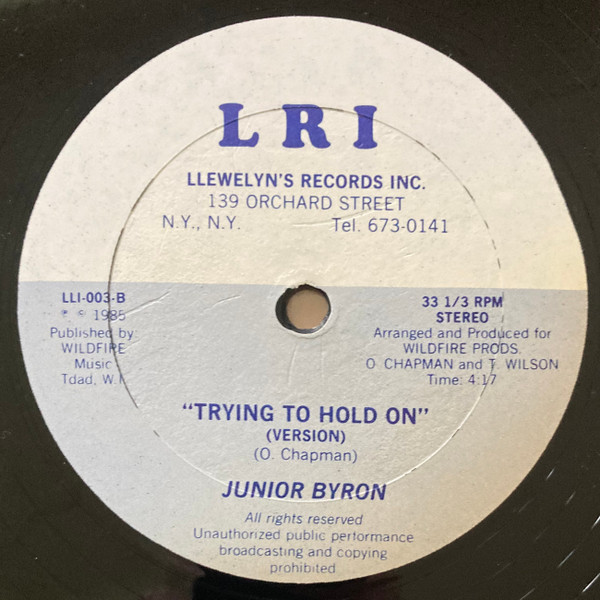 LRI
LLEWELYN'S RECORDS INC.
139 ORCHARD STREET
N.Y., N.Y. Tel. 673-0141
LLI-003-B
℗ © 1985
Published by
WILDFIRE
Music
Tdad, W.I
33 1/3 RPM
STEREO
Arranged and Produced for
WILDFIRE PRODS.
O. CHAPMAN and T. WILSON
Time: 4:17
"TRYING TO HOLD ON"
(VERSION)
(O. Chapman)
JUNIOR BYRON
All rights reserved
Unauthorized public performance
broadcasting and copying
prohibited